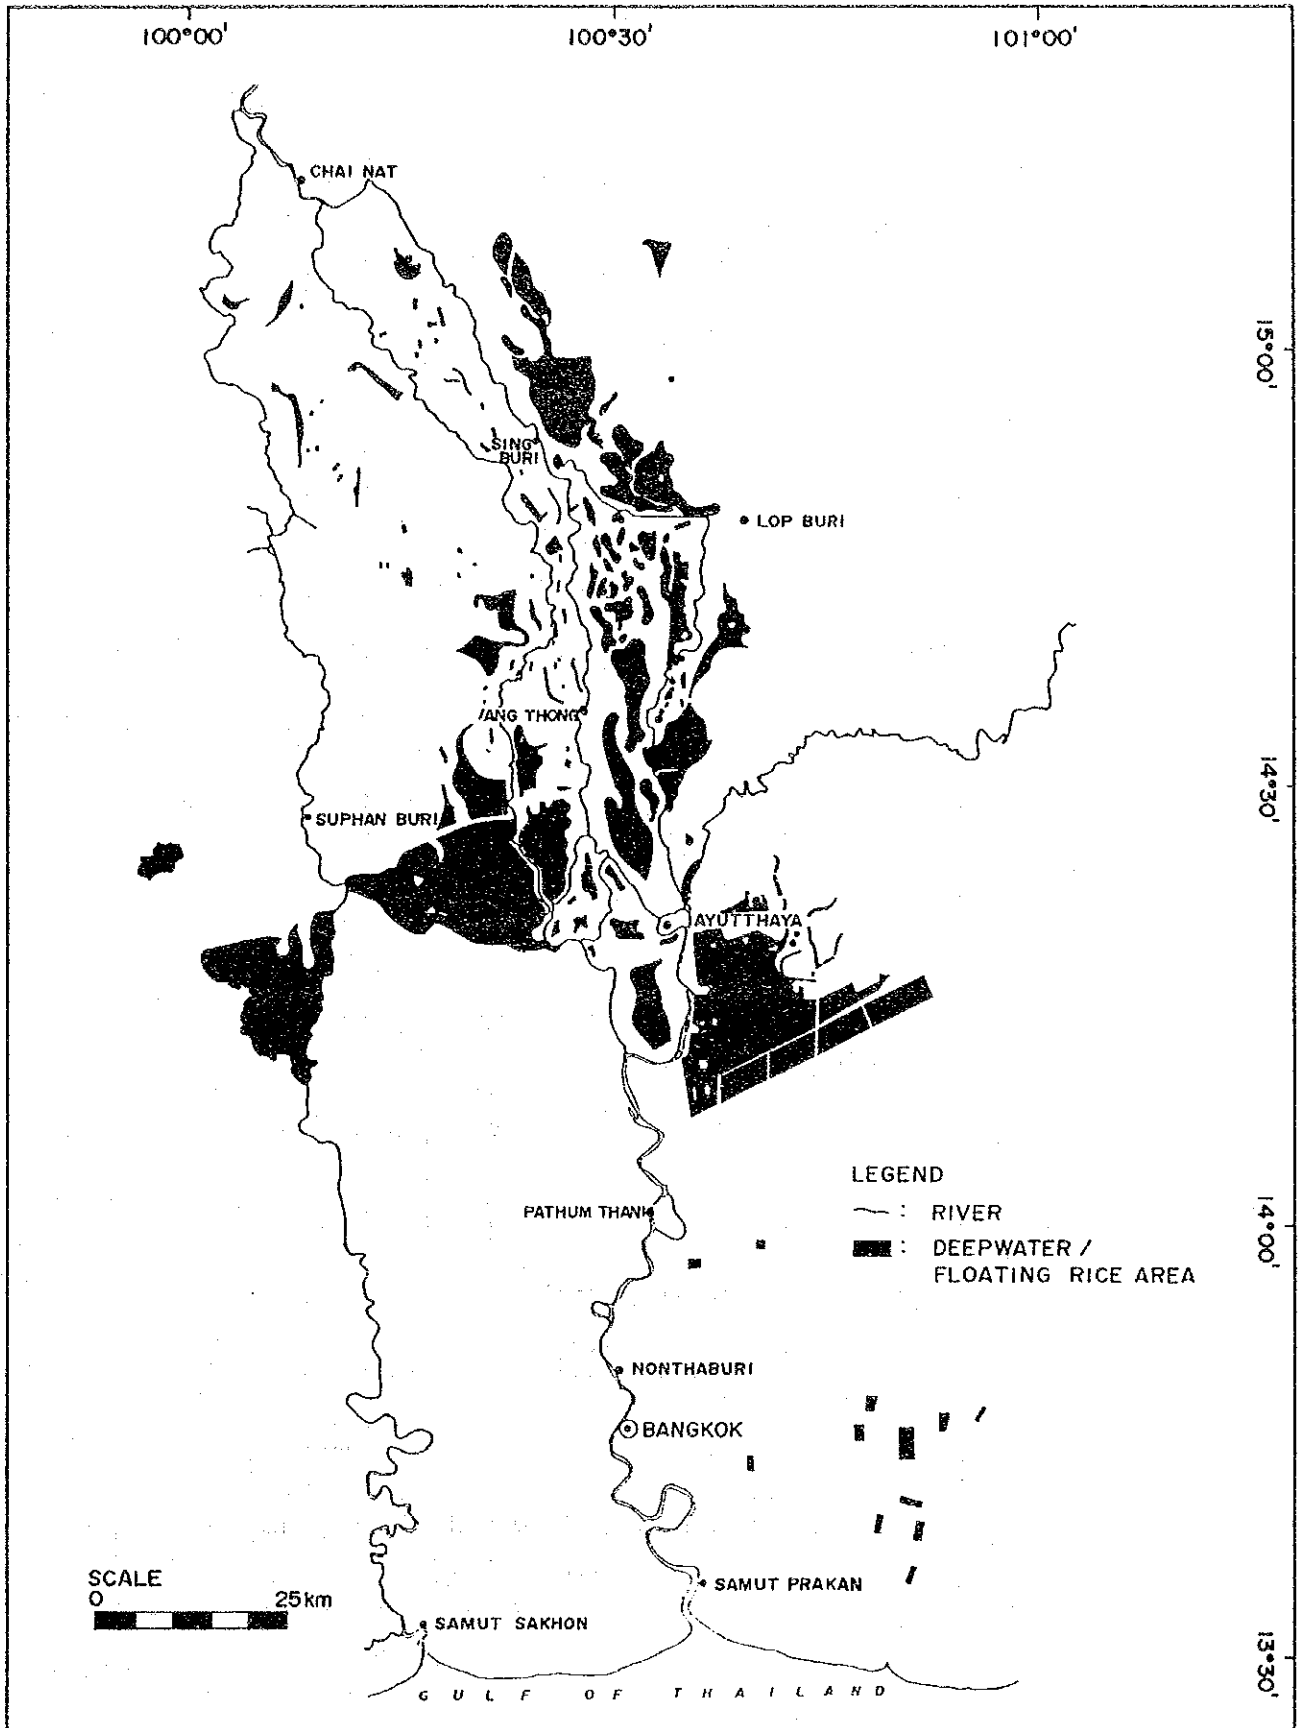 100°00'
100°30'
101°00'
CHAI NAT
15°00'
SING
BURI
LOP BURI
ANG THONG
14°30'
SUPHAN BURI
AYUTTHAYA
LEGEND
: RIVER
: DEEPWATER /
FLOATING RICE AREA
PATHUM THANI
14°00'
NONTHABURI
BANGKOK
SCALE
0 25km
SAMUT PRAKAN
SAMUT SAKHON
13°30'
GULF OF THAILAND